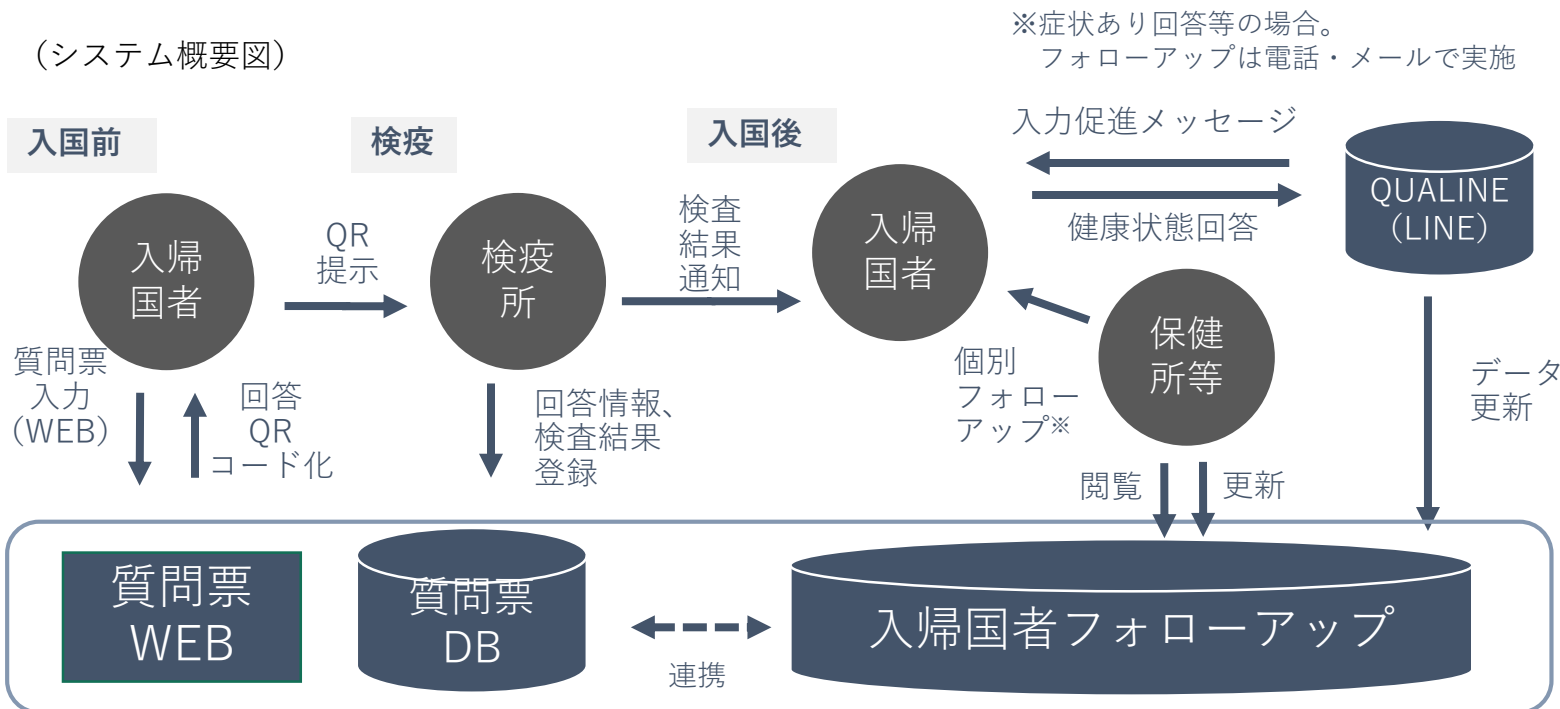 (システム概要図)
※症状あり回答等の場合。
フォローアップは電話・メールで実施
入国前
検疫
入国後
入帰
国者
QR
提示
検疫
所
検査
結果
通知
入帰
国者
入力促進メッセージ
健康状態回答
QUALINE
(LINE)
質問票
入力
(WEB)
回答
QR
コード化
回答情報、
検査結果
登録
個別
フォロー
アップ※
保健
所等
閲覧
更新
データ
更新
質問票
WEB
質問票
DB
連携
入帰国者フォローアップ